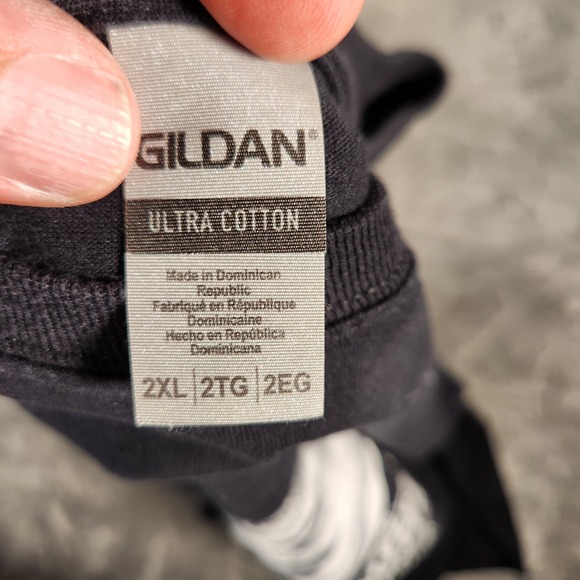 GILDAN®
ULTRA COTTON
Made in Dominican
Republic
Fabriqué en République
Dominicaine
Hecho en República
Dominicana
2XL | 2TG | 2EG